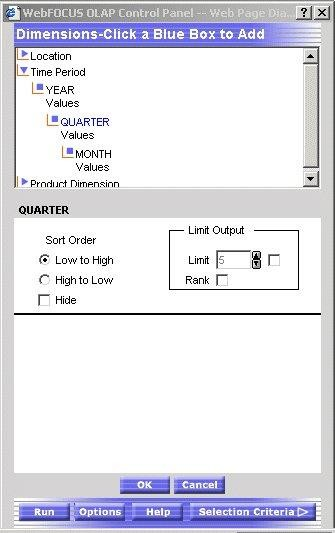 WebFOCUS OLAP Control Panel -- Web Page Dia...
Dimensions-Click a Blue Box to Add
Location
Time Period
YEAR
Values
QUARTER
Values
MONTH
Values
Product Dimension
QUARTER
Sort Order
Low to High
High to Low
Hide
Limit Output
Limit 5
Rank
OK Cancel
Run Options Help Selection Criteria